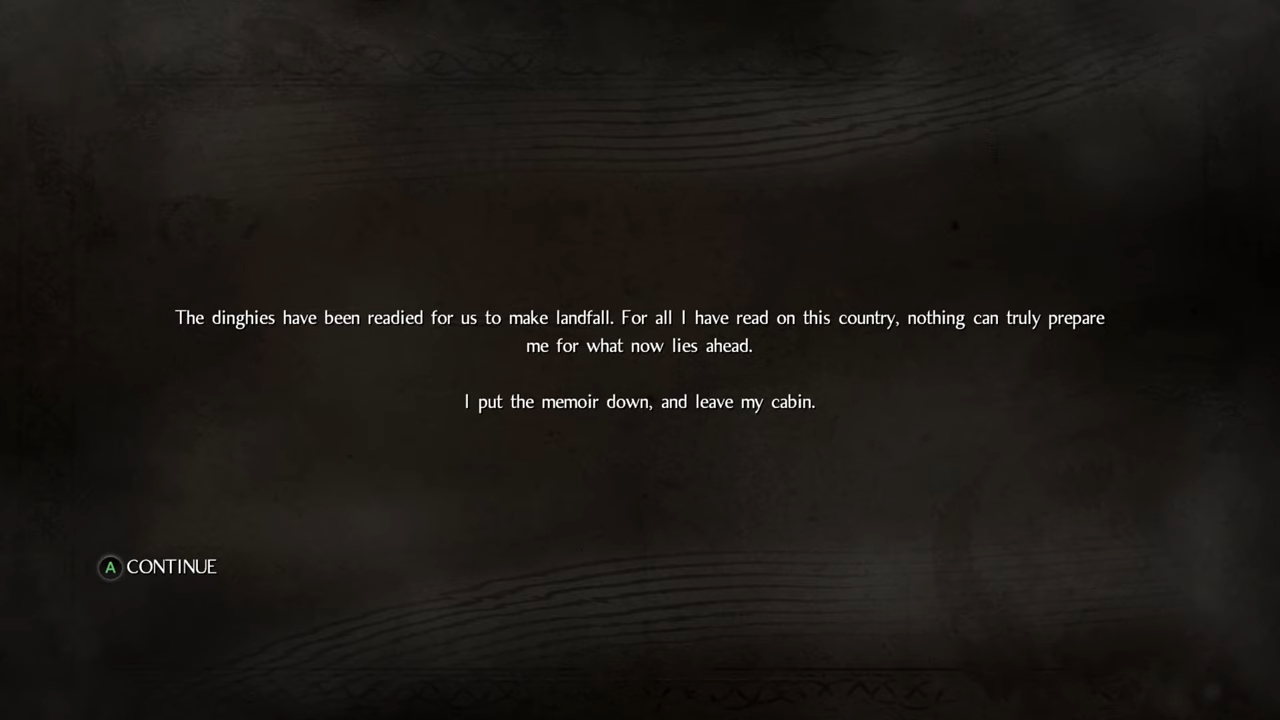 The dinghies have been readied for us to make landfall. For all I have read on this country, nothing can truly prepare
me for what now lies ahead.
I put the memoir down, and leave my cabin.
A CONTINUE